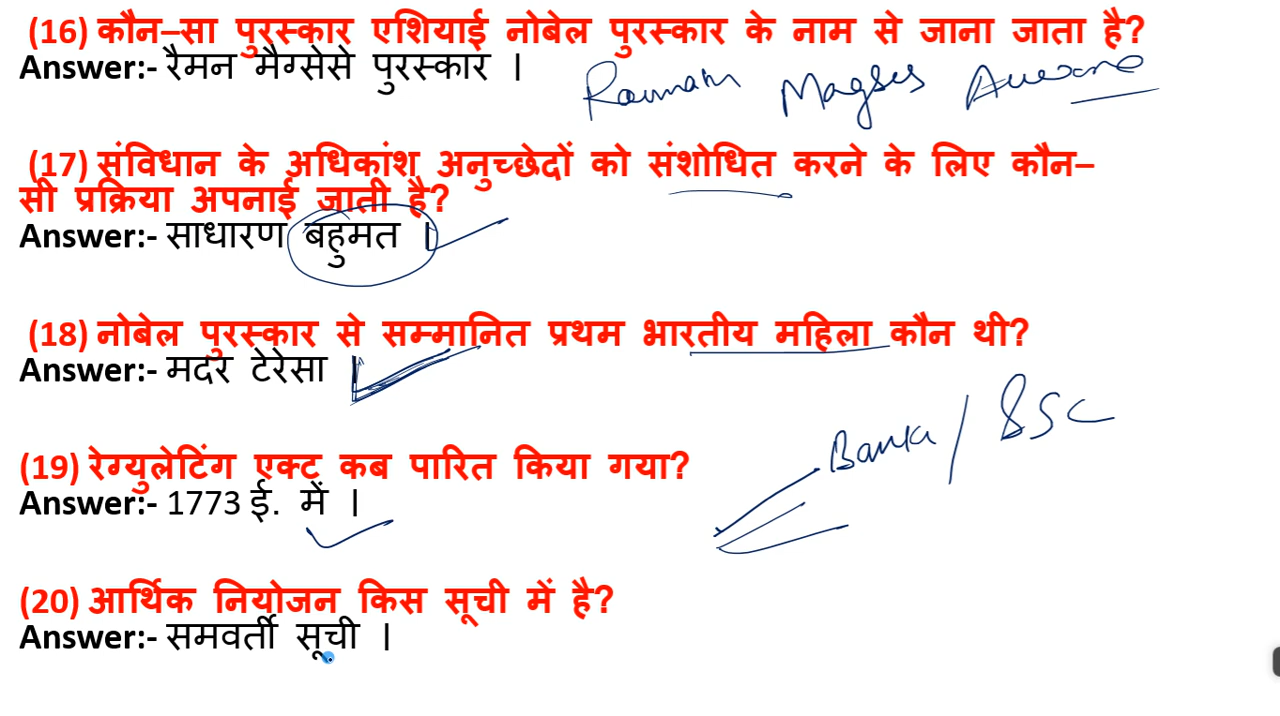 (16) कौन–सा पुरस्कार एशियाई नोबेल पुरस्कार के नाम से जाना जाता है?
Answer:- रैमन मैग्सेसे पुरस्कार ।
Magses
(17) संविधान के अधिकांश अनुच्छेदों को संशोधित करने के लिए कौन–
सी प्रक्रिया अपनाई जाती है?
Answer:- साधारण बहुमत ।
(18) नोबेल पुरस्कार से सम्मानित प्रथम भारतीय महिला कौन थी?
Answer:- मदर टेरेसा
Bank / SSC
(19) रेग्युलेटिंग एक्ट कब पारित किया गया?
Answer:- 1773 ई. में ।
(20) आर्थिक नियोजन किस सूची में है?
Answer:- समवर्ती सूची ।